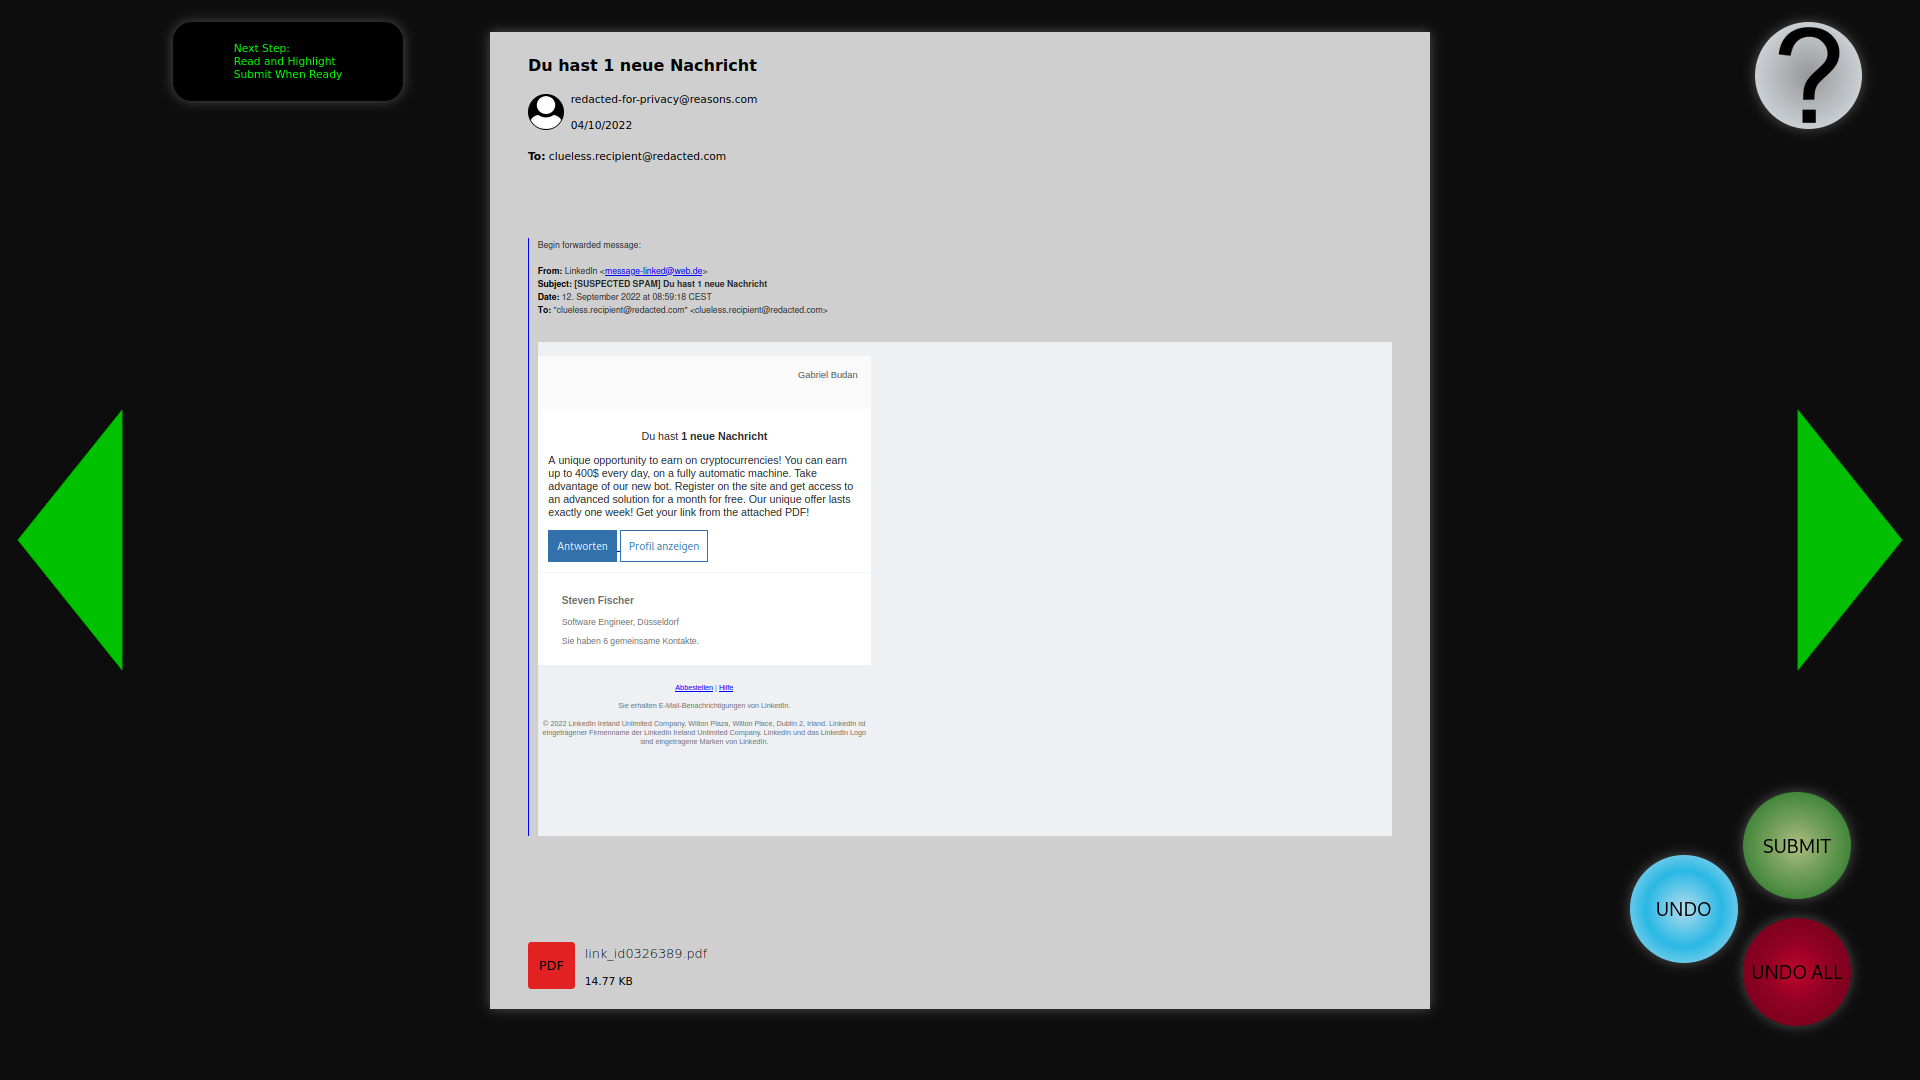 Next Step:
Read and Highlight
Submit When Ready
?
Du hast 1 neue Nachricht
redacted-for-privacy@reasons.com
04/10/2022
To: clueless.recipient@redacted.com
Begin forwarded message:
From: LinkedIn <message-linked@web.de>
Subject: [SUSPECTED SPAM] Du hast 1 neue Nachricht
Date: 12. September 2022 at 08:59:18 CEST
To: "clueless.recipient@redacted.com" <clueless.recipient@redacted.com>
Gabriel Budan
Du hast 1 neue Nachricht
A unique opportunity to earn on cryptocurrencies! You can earn
up to 400$ every day, on a fully automatic machine. Take
advantage of our new bot. Register on the site and get access to
an advanced solution for a month for free. Our unique offer lasts
exactly one week! Get your link from the attached PDF!
Antworten Profil anzeigen
Steven Fischer
Software Engineer, Düsseldorf
Sie haben 6 gemeinsame Kontakte.
Abbestellen | Hilfe
Sie erhalten E-Mail-Benachrichtigungen von LinkedIn.
© 2022 LinkedIn Ireland Unlimited Company, Wilton Plaza, Wilton Place, Dublin 2, Irland. LinkedIn ist
eingetragener Firmenname der LinkedIn Ireland Unlimited Company. LinkedIn und das LinkedIn Logo
sind eingetragene Marken von LinkedIn.
PDF
link_id0326389.pdf
14.77 KB
SUBMIT
UNDO
UNDO ALL